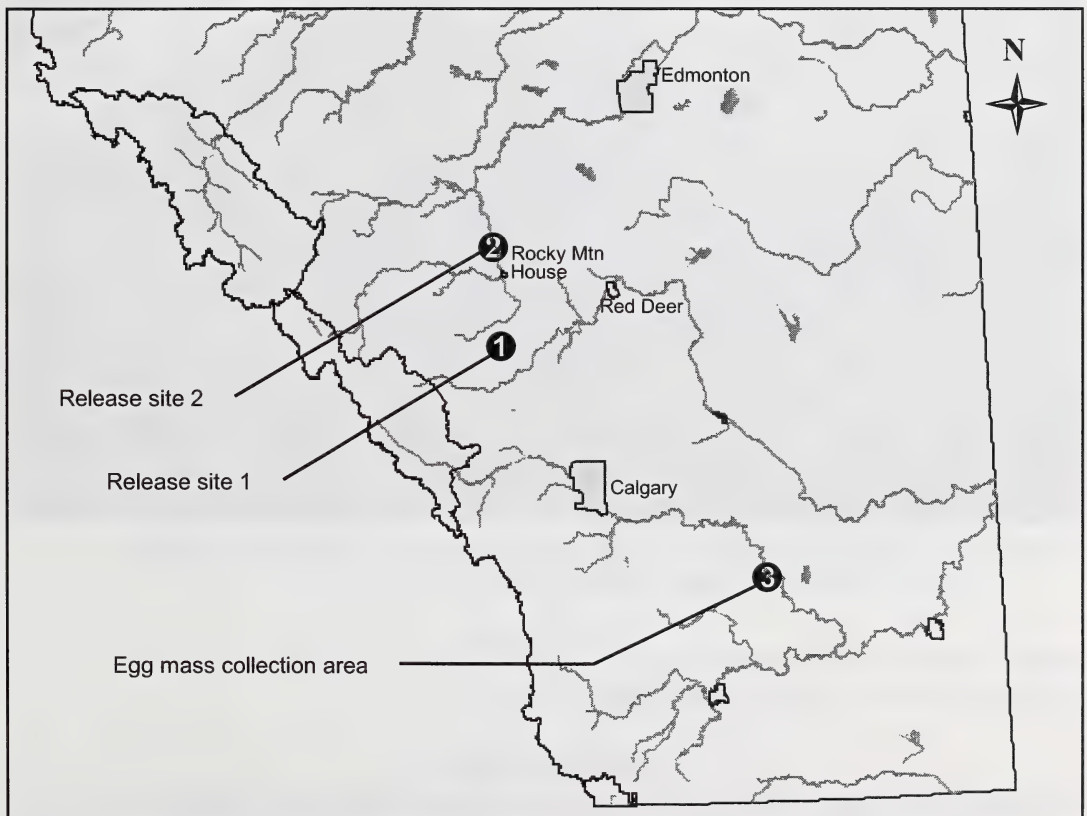 N
Edmonton
2
Rocky Mtn
House
Red Deer
1
Release site 2
Release site 1
Calgary
3
Egg mass collection area